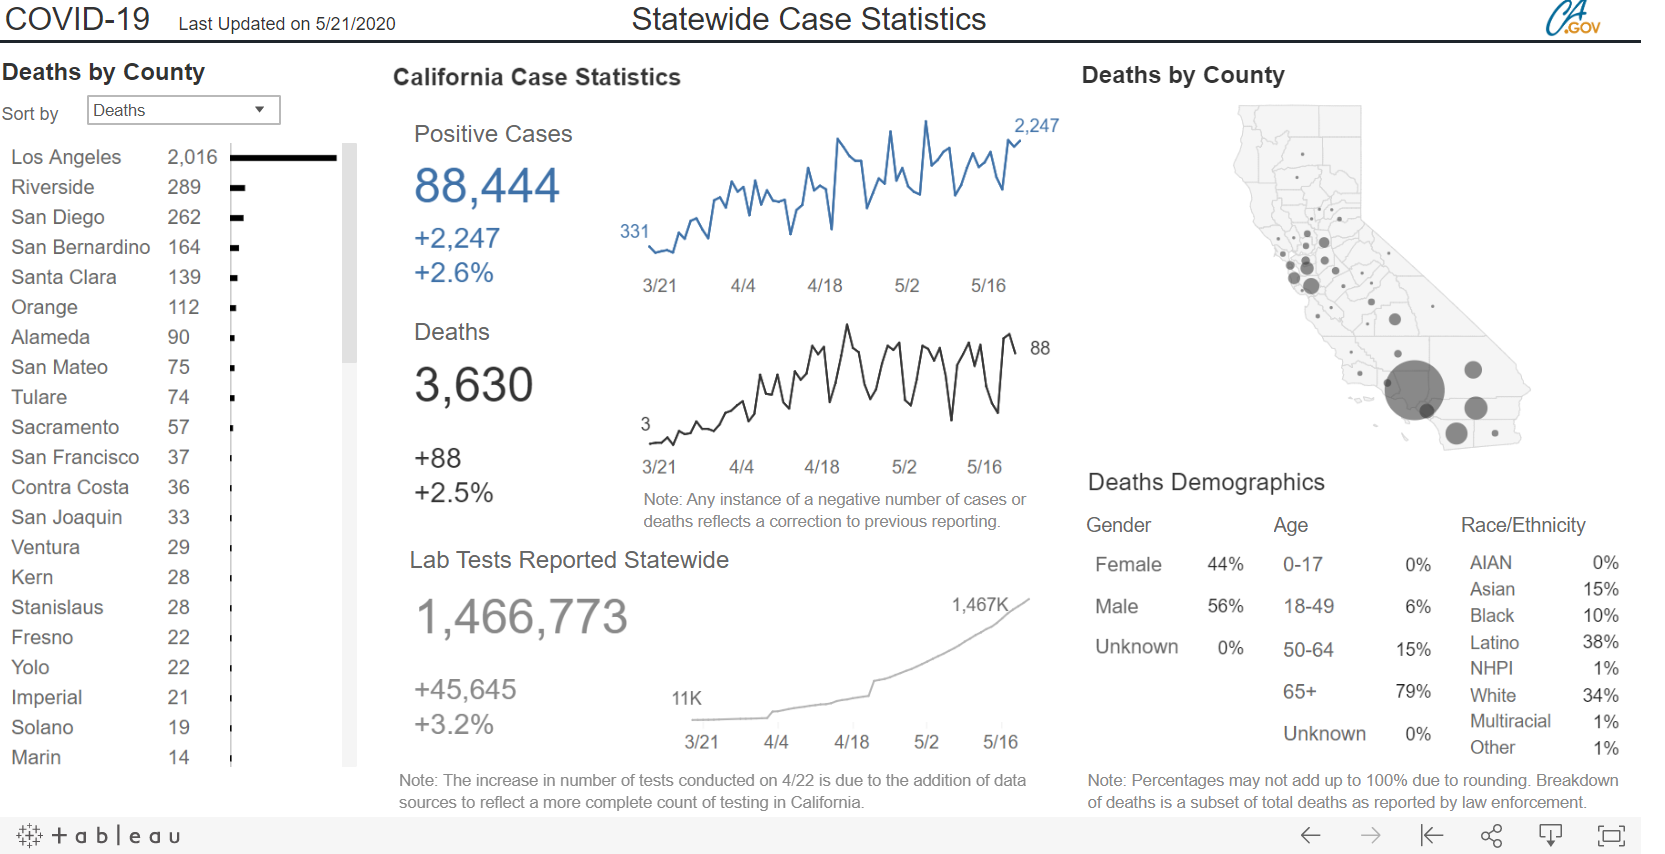 COVID-19 Last Updated on 5/21/2020
Statewide Case Statistics
CA
.GOV
Deaths by County
Sort by Deaths
Los Angeles 2,016
Riverside 289
San Diego 262
San Bernardino 164
Santa Clara 139
Orange 112
Alameda 90
San Mateo 75
Tulare 74
Sacramento 57
San Francisco 37
Contra Costa 36
San Joaquin 33
Ventura 29
Kern 28
Stanislaus 28
Fresno 22
Yolo 22
Imperial 21
Solano 19
Marin 14
California Case Statistics
Positive Cases
88,444
+2,247
+2.6%
331
2,247
3/21 4/4 4/18 5/2 5/16
Deaths
3,630
+88
+2.5%
3
88
3/21 4/4 4/18 5/2 5/16
Note: Any instance of a negative number of cases or
deaths reflects a correction to previous reporting.
Lab Tests Reported Statewide
1,466,773
+45,645
+3.2%
11K
1,467K
3/21 4/4 4/18 5/2 5/16
Note: The increase in number of tests conducted on 4/22 is due to the addition of data
sources to reflect a more complete count of testing in California.
Deaths by County
Deaths Demographics
Gender
Female 44%
Male 56%
Unknown 0%
Age
0-17 0%
18-49 6%
50-64 15%
65+ 79%
Unknown 0%
Race/Ethnicity
AIAN 0%
Asian 15%
Black 10%
Latino 38%
NHPI 1%
White 34%
Multiracial 1%
Other 1%
Note: Percentages may not add up to 100% due to rounding. Breakdown
of deaths is a subset of total deaths as reported by law enforcement.
+ableau